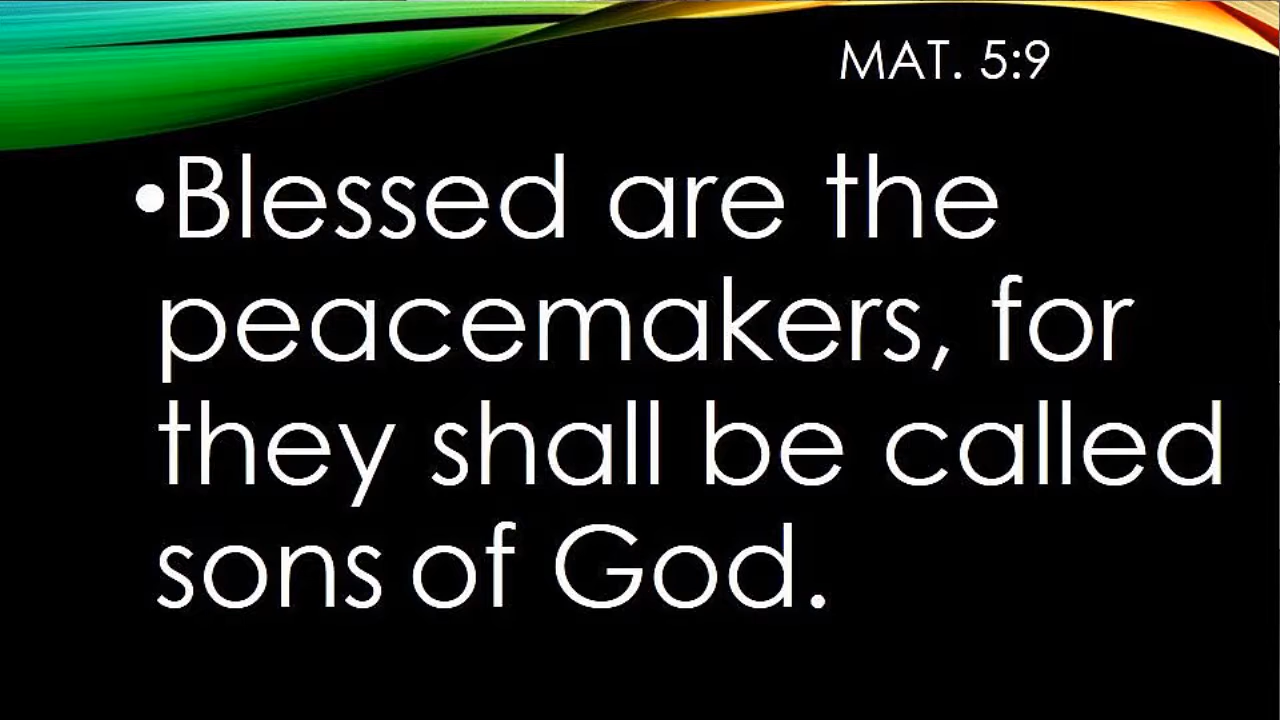 MAT. 5:9
•Blessed are the
peacemakers, for
they shall be called
sons of God.